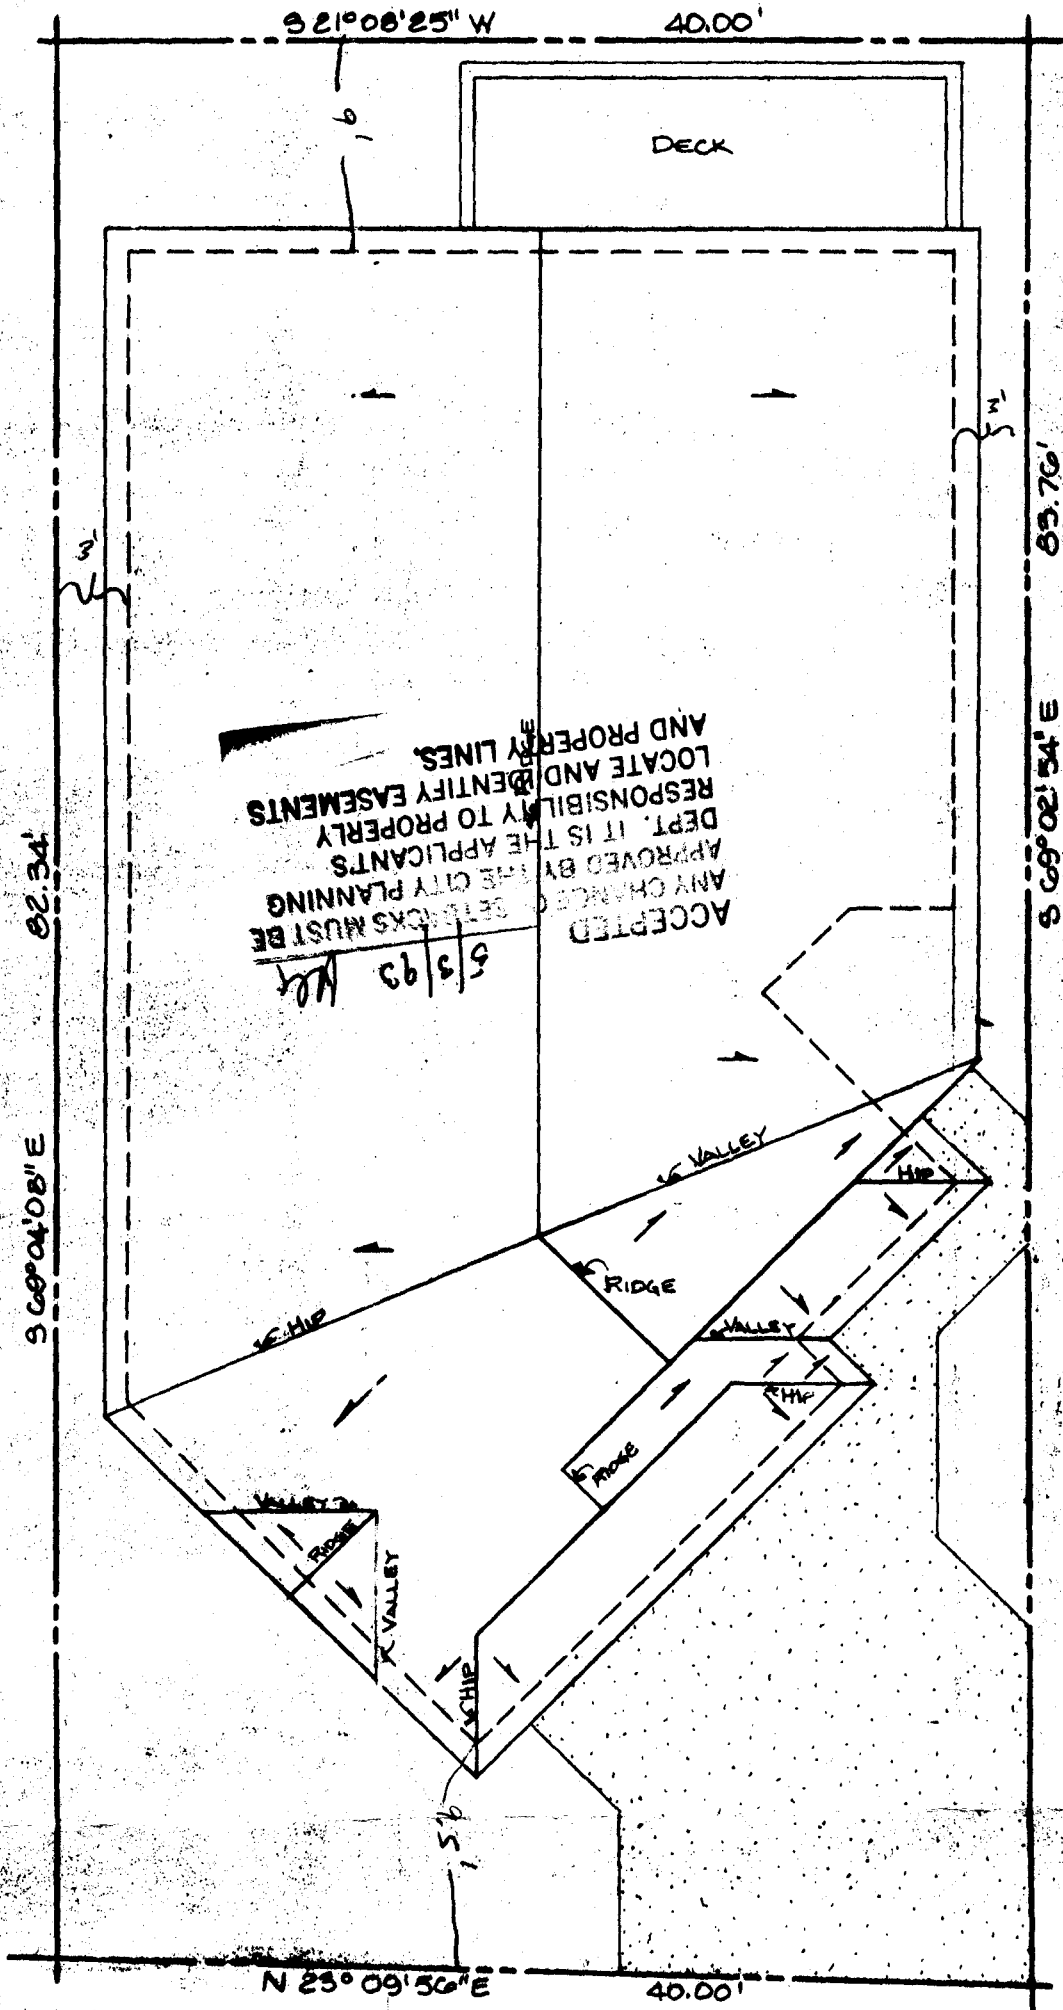 S 21° 08' 25" W 40.00'
9'
DECK
3'
3'
83.76'
S 69° 02' 54" E
82.34'
S 69° 04' 08" E
ACCEPTED
ANY CHANGE OF SETBACKS MUST BE
APPROVED BY THE CITY PLANNING
DEPT. IT IS THE APPLICANTS
RESPONSIBILITY TO PROPERLY
LOCATE AND IDENTIFY EASEMENTS
AND PROPERTY LINES.
5/3/93
VALLEY
HIP
RIDGE
HIP
VALLEY
HIP
RIDGE
VALLEY
RIDGE
VALLEY
HIP
N 23° 09' 56" E 40.00'